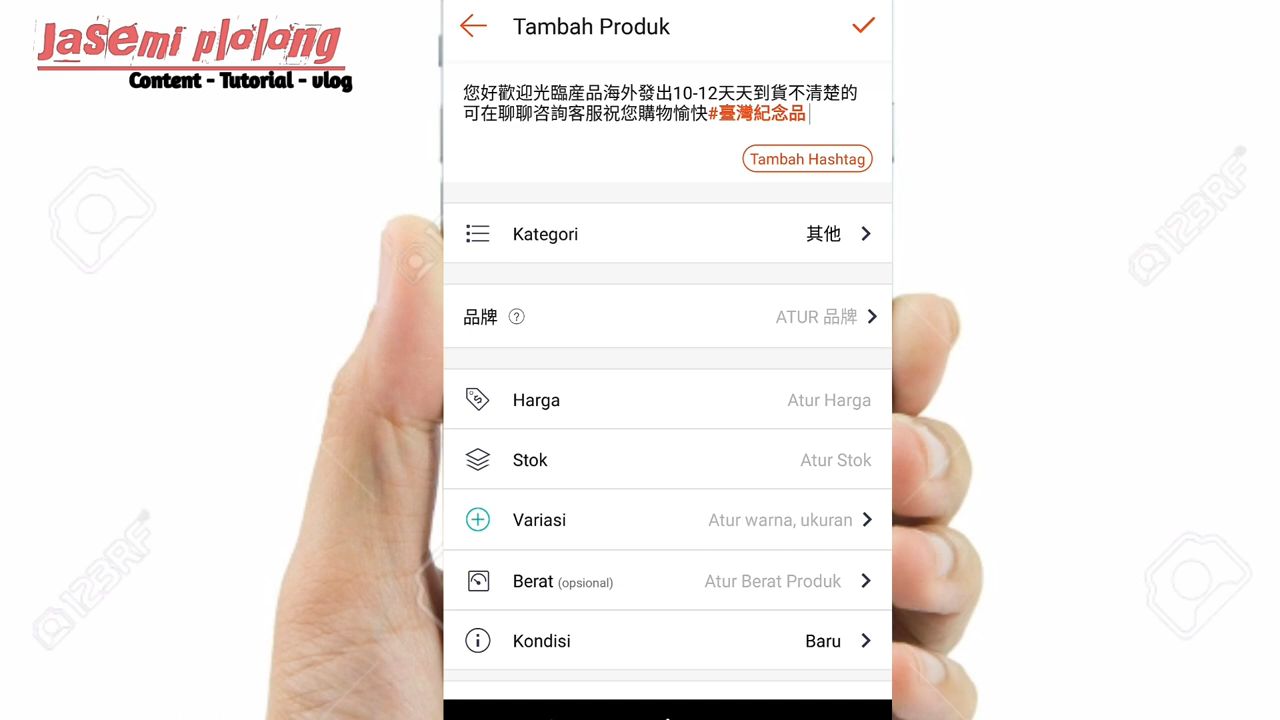 Jasemi plolong
Content - Tutorial - vlog
Tambah Produk
您好歡迎光臨産品海外發出10-12天天到貨不清楚的
可在聊聊咨詢客服祝您購物愉快#臺灣紀念品
Tambah Hashtag
Kategori 其他
品牌 ? ATUR 品牌
Harga Atur Harga
Stok Atur Stok
Variasi Atur warna, ukuran
Berat (opsional) Atur Berat Produk
Kondisi Baru
123RF
123RF